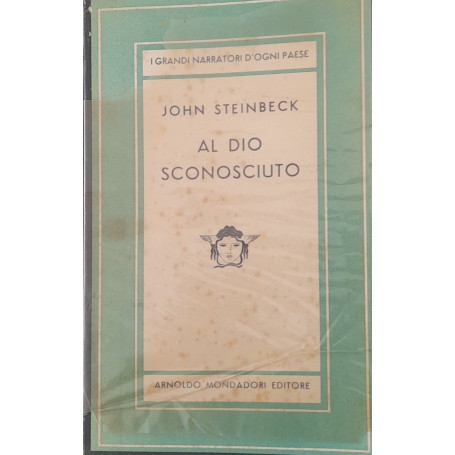 I GRANDI NARRATORI D'OGNI PAESE
JOHN STEINBECK
AL DIO
SCONOSCIUTO
ARNOLDO MONDADORI EDITORE